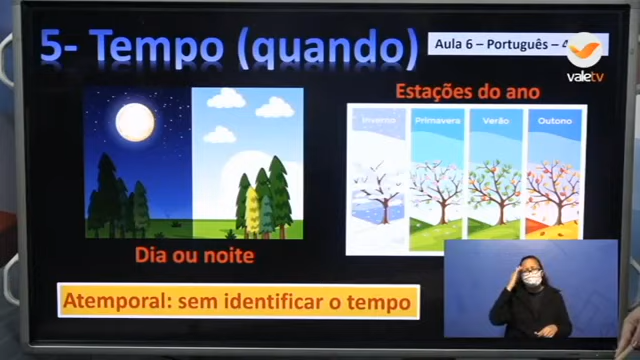 5- Tempo (quando)
Aula 6 – Português – 4
valetv
Estações do ano
Inverno
Primavera
Verão
Outono
Dia ou noite
Atemporal: sem identificar o tempo